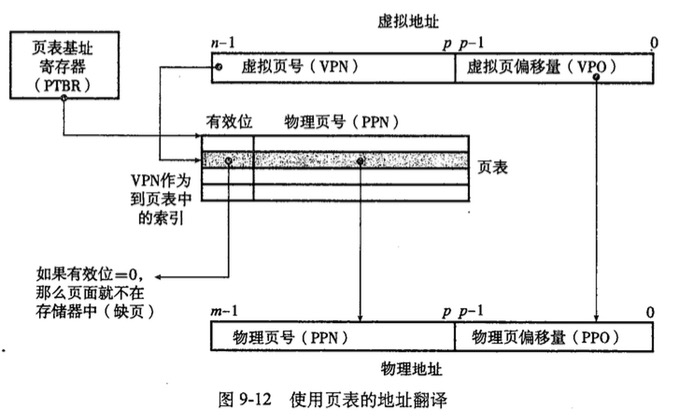 虚拟地址
页表基址
寄存器
（PTBR）
n-1 p p-1 0
虚拟页号（VPN） 虚拟页偏移量（VPO）
有效位 物理页号（PPN）
页表
VPN作为
到页表中
的索引
如果有效位=0，
那么页面就不在
存储器中（缺页）
m-1 p p-1 0
物理页号（PPN） 物理页偏移量（PPO）
物理地址
图 9-12 使用页表的地址翻译